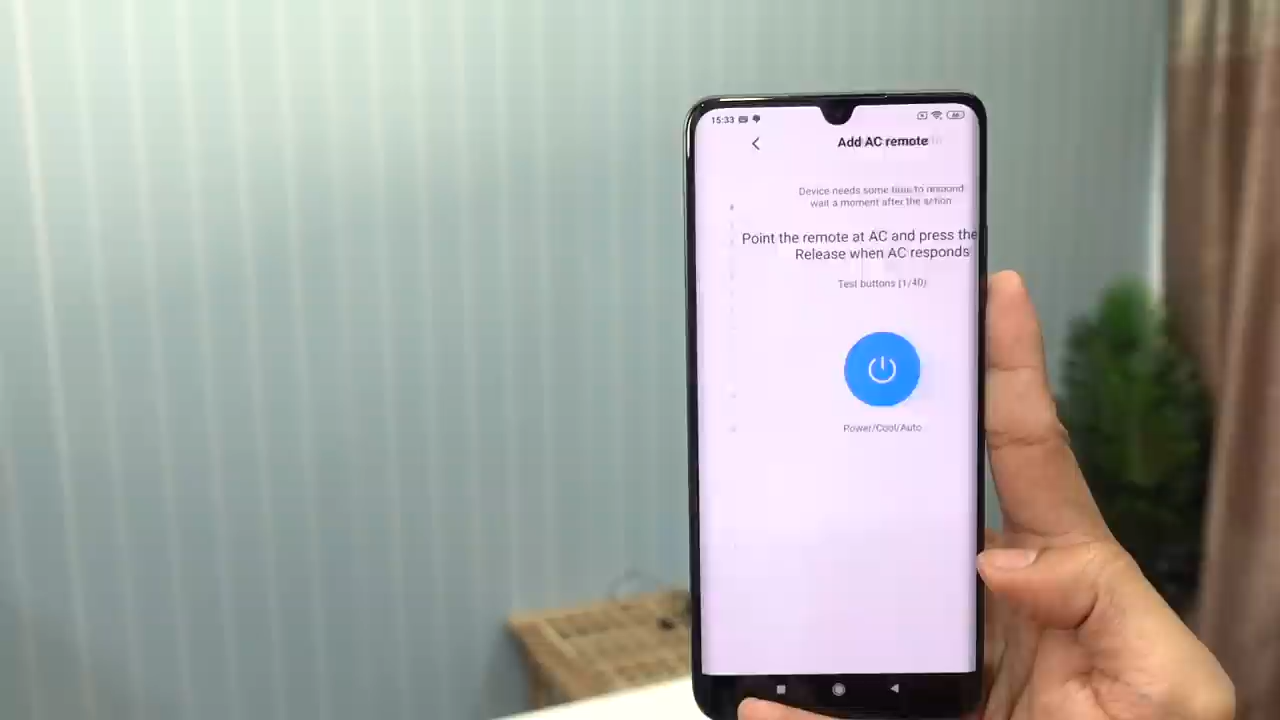 15:33
Add AC remote
Device needs some time to respond
wait a moment after the action
Point the remote at AC and press the
Release when AC responds
Test buttons (1/40)
Power/Cool/Auto